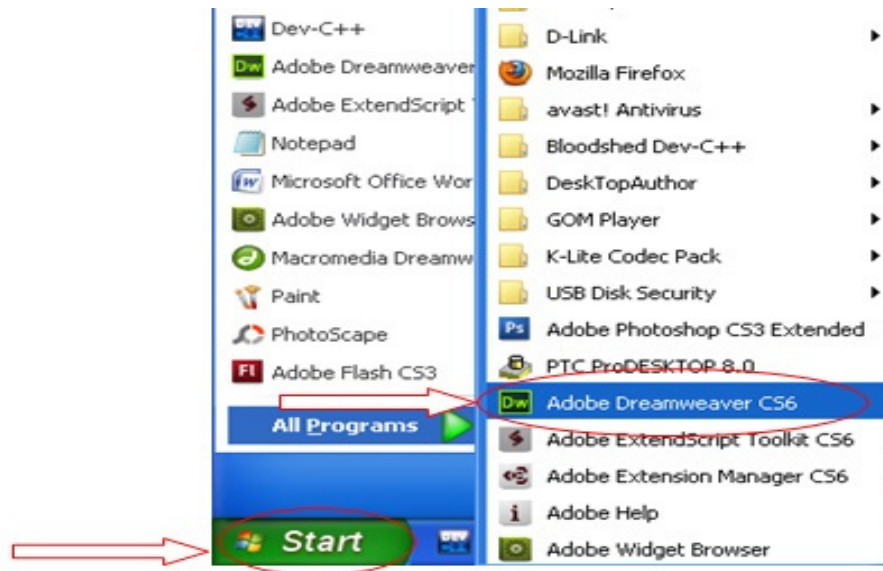 Dev-C++
Adobe Dreamweaver
Adobe ExtendScript
Notepad
Microsoft Office Wor
Adobe Widget Brows
Macromedia Dreamw
Paint
PhotoScape
Adobe Flash CS3
All Programs
Start
D-Link
Mozilla Firefox
avast! Antivirus
Bloodshed Dev-C++
DeskTopAuthor
GOM Player
K-Lite Codec Pack
USB Disk Security
Adobe Photoshop CS3 Extended
PTC ProDESKTOP 8.0
Adobe Dreamweaver CS6
Adobe ExtendScript Toolkit CS6
Adobe Extension Manager CS6
Adobe Help
Adobe Widget Browser